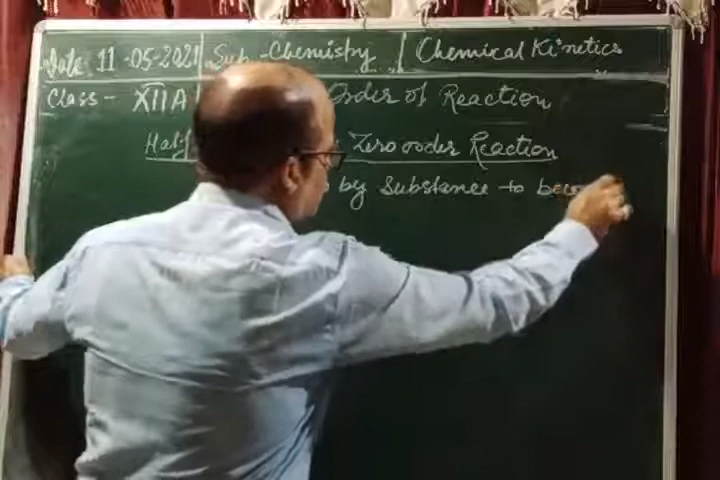 Date 11-05-2021 Sub-Chemistry Chemical Kinetics
Class- XII A Order of Reaction
Half Zero order Reaction
by Substance to